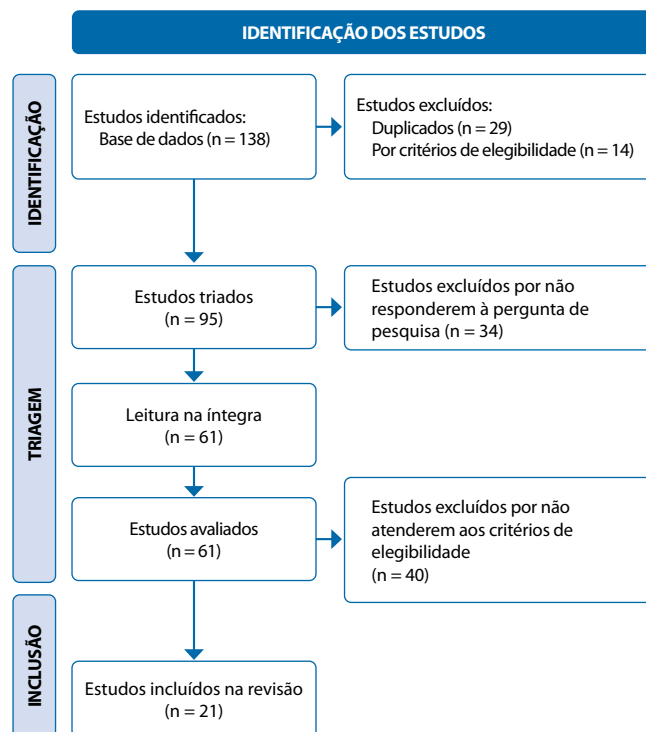 IDENTIFICAÇÃO DOS ESTUDOS
IDENTIFICAÇÃO
Estudos identificados:
Base de dados (n = 138)
Estudos excluídos:
Duplicados (n = 29)
Por critérios de elegibilidade (n = 14)
TRIAGEM
Estudos triados
(n = 95)
Estudos excluídos por não
responderem à pergunta de
pesquisa (n = 34)
Leitura na íntegra
(n = 61)
Estudos avaliados
(n = 61)
Estudos excluídos por não
atenderem aos critérios de
elegibilidade
(n = 40)
INCLUSÃO
Estudos incluídos na revisão
(n = 21)